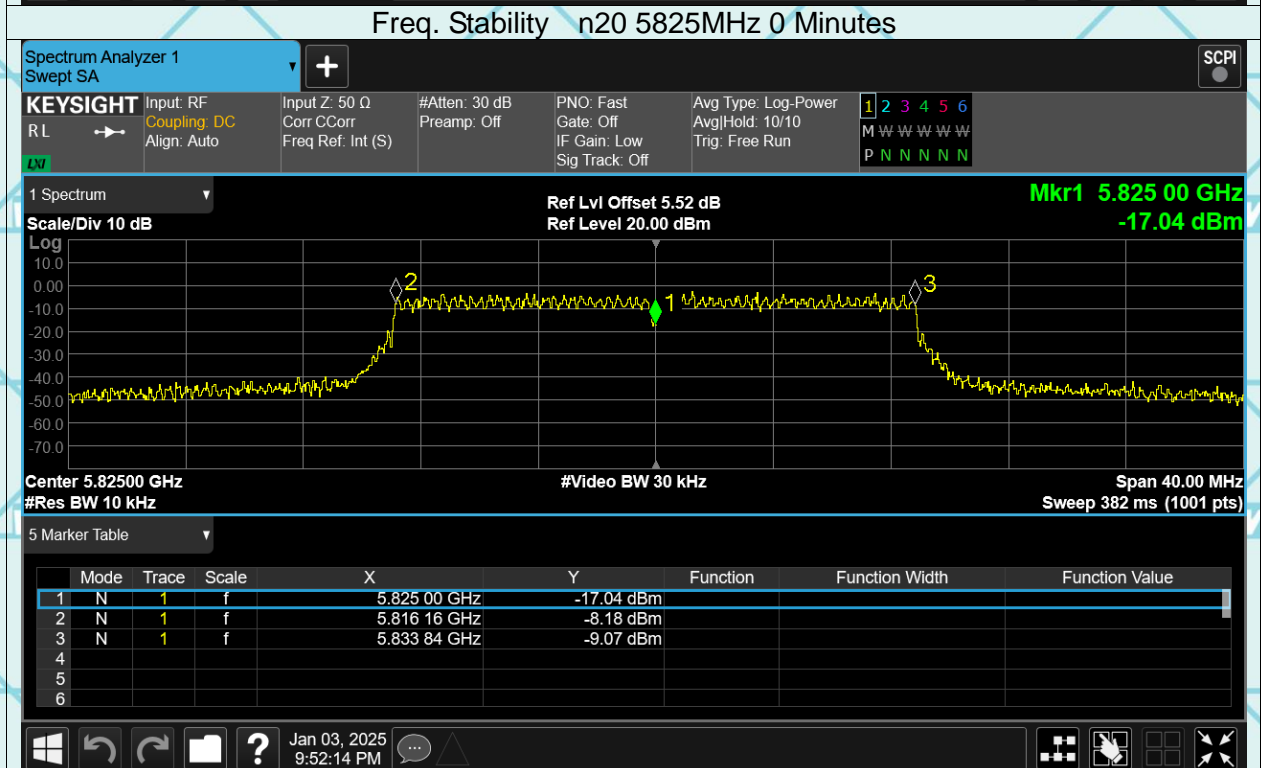 Freq. Stability n20 5825MHz 0 Minutes
Spectrum Analyzer 1
Swept SA
+
SCPI
KEYSIGHT Input: RF Input Z: 50 Ω #Atten: 30 dB PNO: Fast Avg Type: Log-Power 1 2 3 4 5 6
RL Coupling: DC Corr CCorr Preamp: Off Gate: Off Avg|Hold: 10/10 M W W W W W
Align: Auto Freq Ref: Int (S) IF Gain: Low Trig: Free Run P N N N N N
LXI Sig Track: Off
1 Spectrum Ref Lvl Offset 5.52 dB Mkr1 5.825 00 GHz
Scale/Div 10 dB Ref Level 20.00 dBm -17.04 dBm
Log
10.0
0.00
-10.0
-20.0
-30.0
-40.0
-50.0
-60.0
-70.0
2
1
3
Center 5.82500 GHz #Video BW 30 kHz Span 40.00 MHz
#Res BW 10 kHz Sweep 382 ms (1001 pts)
5 Marker Table
Mode Trace Scale X Y Function Function Width Function Value
1 N 1 f 5.825 00 GHz -17.04 dBm
2 N 1 f 5.816 16 GHz -8.18 dBm
3 N 1 f 5.833 84 GHz -9.07 dBm
4
5
6
? Jan 03, 2025
9:52:14 PM